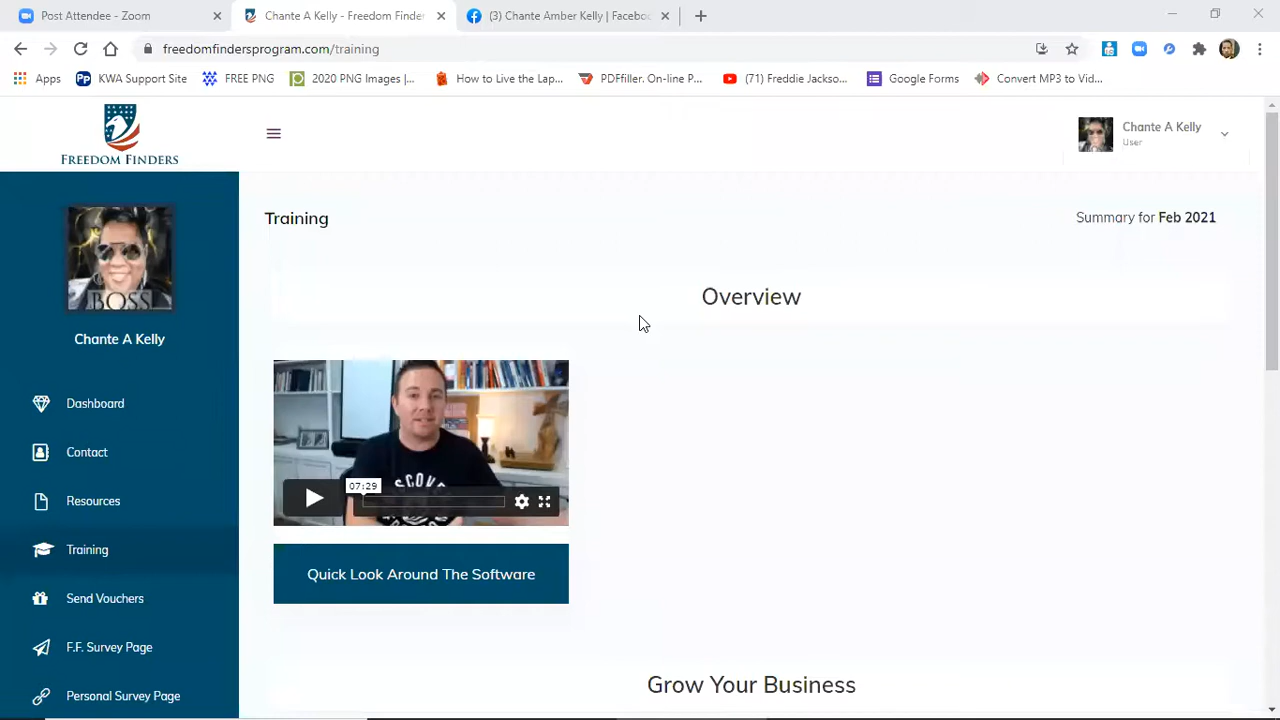 Post Attendee - Zoom
Chante A Kelly - Freedom Finder
(3) Chante Amber Kelly | Facebo
freedomfindersprogram.com/training
Apps
KWA Support Site
FREE PNG
2020 PNG Images |...
How to Live the Lap...
PDFfiller. On-line P...
(71) Freddie Jackso...
Google Forms
Convert MP3 to Vid...
FREEDOM FINDERS
Chante A Kelly
User
Training
Summary for Feb 2021
BOSS
Overview
Chante A Kelly
Dashboard
Contact
07:29
Resources
Training
Quick Look Around The Software
Send Vouchers
F.F. Survey Page
Grow Your Business
Personal Survey Page